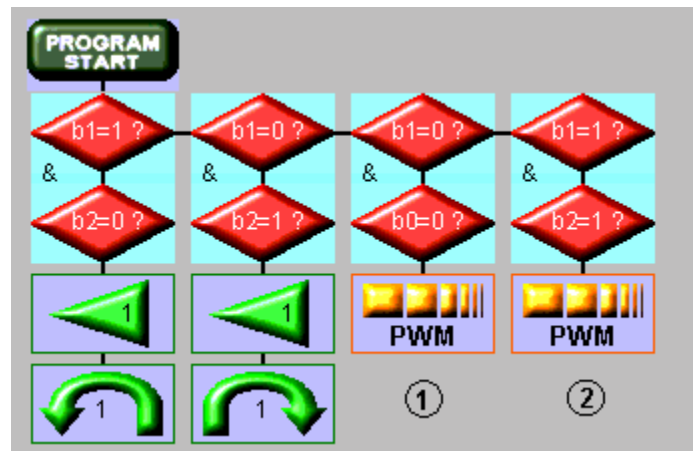 PROGRAM
START
b1=1 ? b1=0 ? b1=0 ? b1=1 ?
& & & &
b2=0 ? b2=1 ? b0=0 ? b2=1 ?
1 1 PWM PWM
1 1 1 2